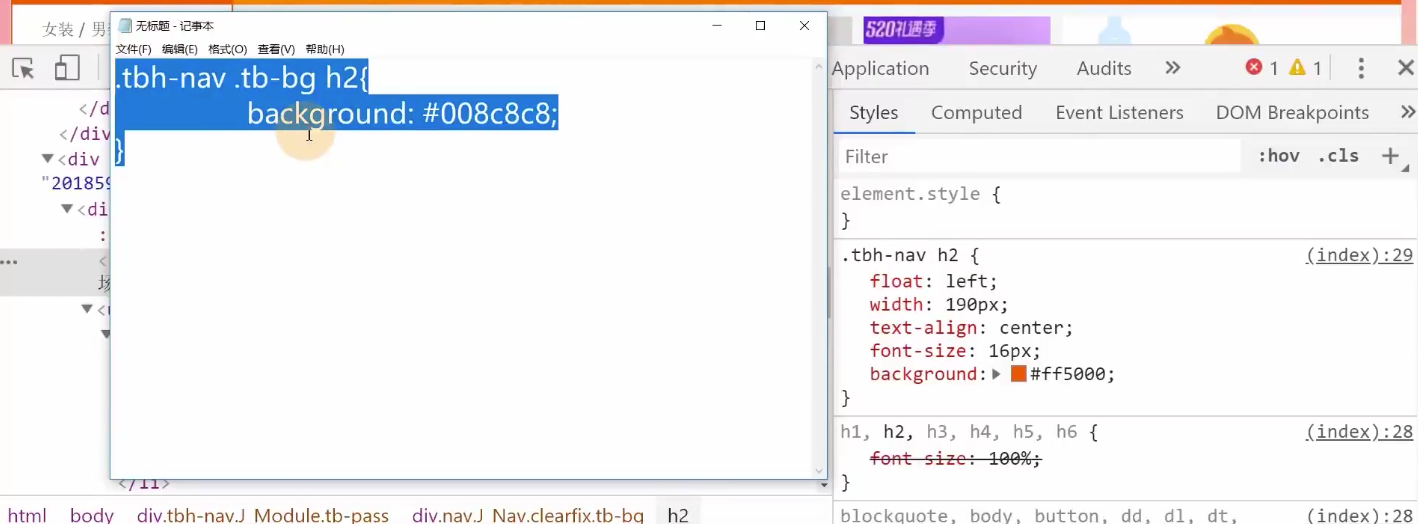 女装 / 男
520礼遇季
无标题 - 记事本
文件(F) 编辑(E) 格式(O) 查看(V) 帮助(H)
.tbh-nav .tb-bg h2{
background: #008c8c8;
}
</d
</div
<div
"20185
<di
:
<
场
<u
</li>
html body div.tbh-nav.J_Module.tb-pass div.nav.J_Nav.clearfix.tb-bg h2
Application Security Audits » 1 1
Styles Computed Event Listeners DOM Breakpoints »
Filter :hov .cls +
element.style {
}
.tbh-nav h2 { (index):29
float: left;
width: 190px;
text-align: center;
font-size: 16px;
background: #ff5000;
}
h1, h2, h3, h4, h5, h6 { (index):28
font-size: 100%;
}
blockquote, body, button, dd, dl, dt, (index):28